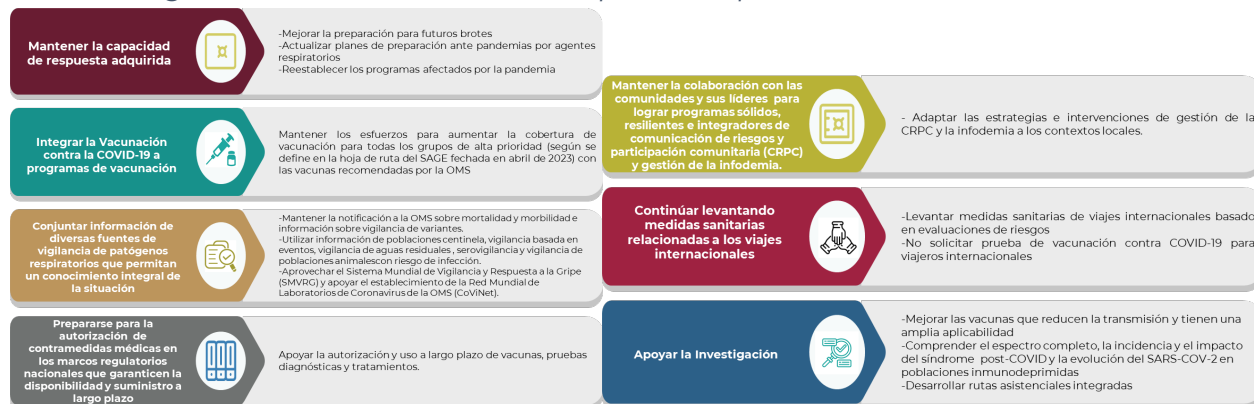 Mantener la capacidad
de respuesta adquirida
-Mejorar la preparación para futuros brotes
-Actualizar planes de preparación ante pandemias por agentes
respiratorios
-Reestablecer los programas afectados por la pandemia
Integrar la Vacunación
contra la COVID-19 a
programas de vacunación
Mantener los esfuerzos para aumentar la cobertura de
vacunación para todos los grupos de alta prioridad (según se
define en la hoja de ruta del SAGE fechada en abril de 2023) con
las vacunas recomendadas por la OMS
Conjuntar información de
diversas fuentes de
vigilancia de patógenos
respiratorios que permitan
un conocimiento integral de
la situación
-Mantener la notificación a la OMS sobre mortalidad y morbilidad e
información sobre vigilancia de variantes.
-Utilizar información de poblaciones centinela, vigilancia basada en
eventos, vigilancia de aguas residuales , serovigilancia y vigilancia de
poblaciones animalescon riesgo de infección.
-Aprovechar el Sistema Mundial de Vigilancia y Respuesta a la Gripe
(SMVRG) y apoyar el establecimiento de la Red Mundial de
Laboratorios de Coronavirus de la OMS (CoViNet).
Prepararse para la
autorización de
contramedidas médicas en
los marcos regulatorios
nacionales que garanticen la
disponibilidad y suministro a
largo plazo
Apoyar la autorización y uso a largo plazo de vacunas, pruebas
diagnósticas y tratamientos.
Mantener la colaboración con las
comunidades y sus líderes para
lograr programas sólidos,
resilientes e integradores de
comunicación de riesgos y
participación comunitaria (CRPC)
y gestión de la infodemia.
- Adaptar las estrategias e intervenciones de gestión de la
CRPC y la infodemia a los contextos locales.
Continúar levantando
medidas sanitarias
relacionadas a los viajes
internacionales
-Levantar medidas sanitarias de viajes internacionales basado
en evaluaciones de riesgos
-No solicitar prueba de vacunación contra COVID-19 para
viajeros internacionales
Apoyar la Investigación
-Mejorar las vacunas que reducen la transmisión y tienen una
amplia aplicabilidad
-Comprender el espectro completo, la incidencia y el impacto
del síndrome post-COVID y la evolución del SARS-COV-2 en
poblaciones inmunodeprimidas
-Desarrollar rutas asistenciales integradas